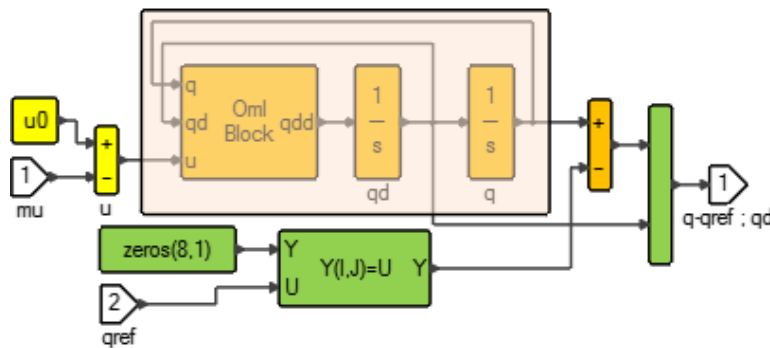 q
qd
u
Oml
Block
qdd
1
s
qd
1
s
q
u0
1
mu
+
−
u
+
−
1
q-qref ; qd
zeros(8,1)
Y
U
Y(I,J)=U
Y
2
qref